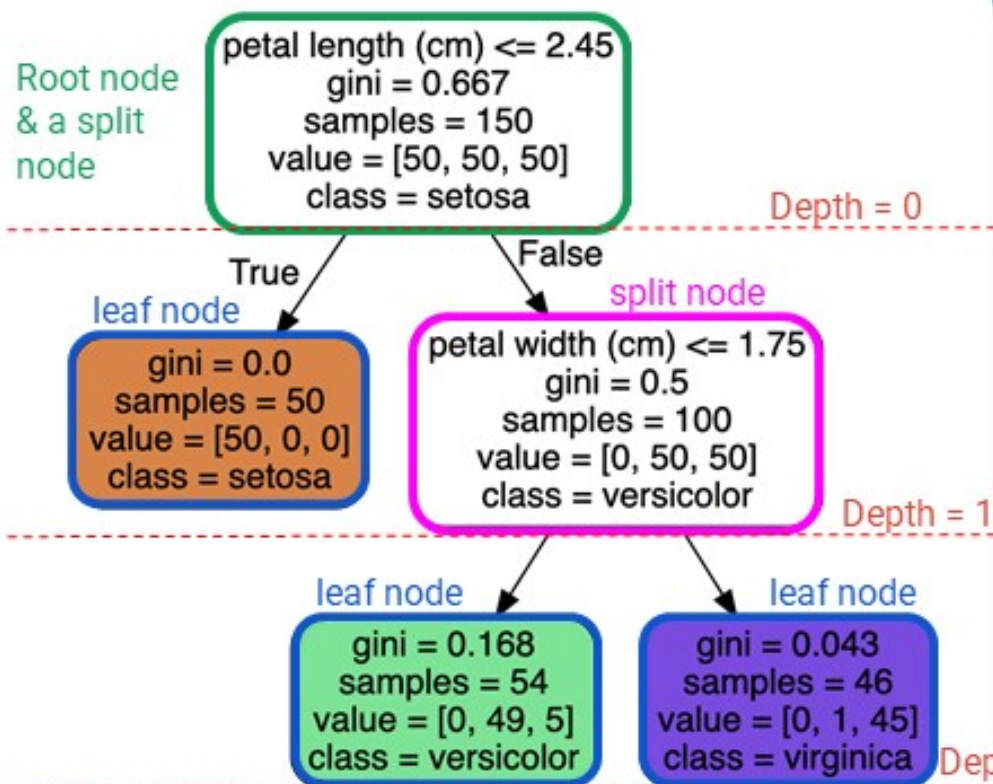 petal length (cm) <= 2.45
gini = 0.667
samples = 150
value = [50, 50, 50]
class = setosa
Root node
& a split
node
Depth = 0
True
False
leaf node
gini = 0.0
samples = 50
value = [50, 0, 0]
class = setosa
split node
petal width (cm) <= 1.75
gini = 0.5
samples = 100
value = [0, 50, 50]
class = versicolor
Depth = 1
leaf node
gini = 0.168
samples = 54
value = [0, 49, 5]
class = versicolor
leaf node
gini = 0.043
samples = 46
value = [0, 1, 45]
class = virginica
Dep